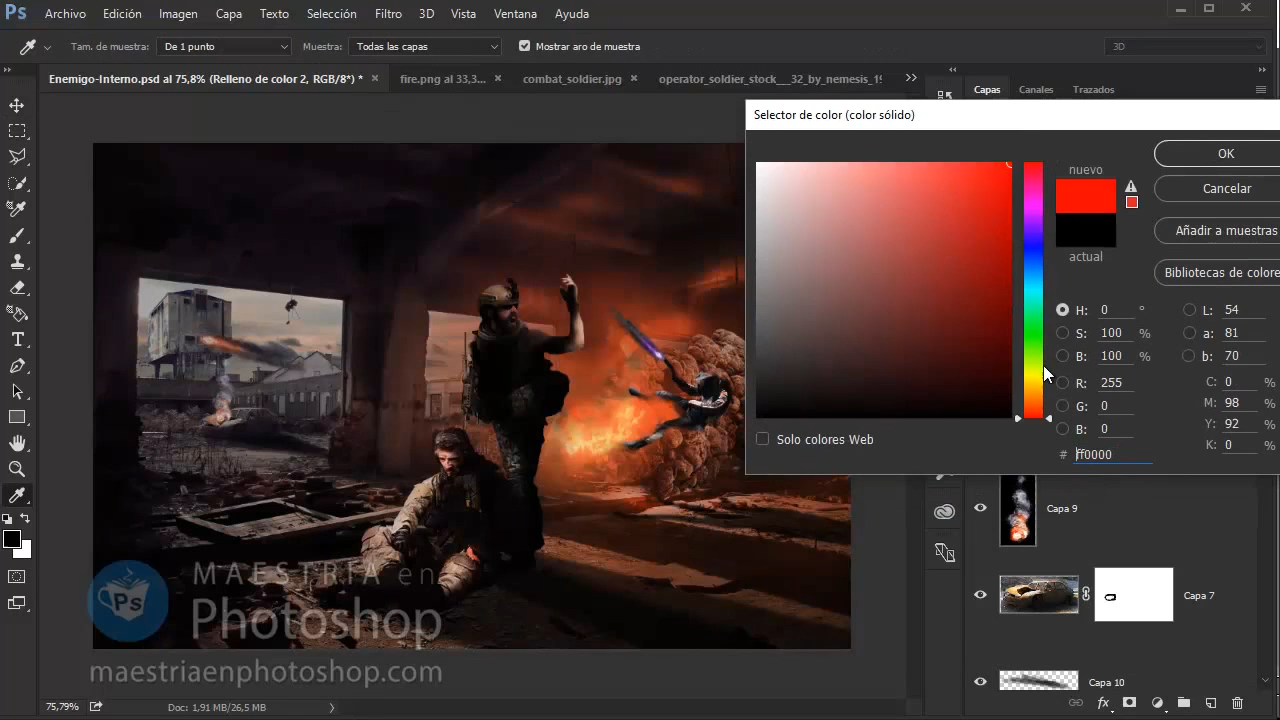 Ps Archivo Edición Imagen Capa Texto Selección Filtro 3D Vista Ventana Ayuda
Tam. de muestra: De 1 punto Muestra: Todas las capas Mostrar aro de muestra 3D
Enemigo-Interno.psd al 75,8% (Relleno de color 2, RGB/8*) * fire.png al 33,3... combat_soldier.jpg operator_soldier_stock___32_by_nemesis_19
Capas Canales Trazados
Selector de color (color sólido)
nuevo
actual
OK
Cancelar
Añadir a muestras
Bibliotecas de colore
H: 0 ° L: 54
S: 100 % a: 81
B: 100 % b: 70
R: 255 C: 0 %
G: 0 M: 98 %
B: 0 Y: 92 %
K: 0 %
# ff0000
Solo colores Web
Capa 9
Capa 7
Capa 10
Ps
MAESTRIA en
Photoshop
maestriaenphotoshop.com
75,79% Doc: 1,91 MB/26,5 MB
fx